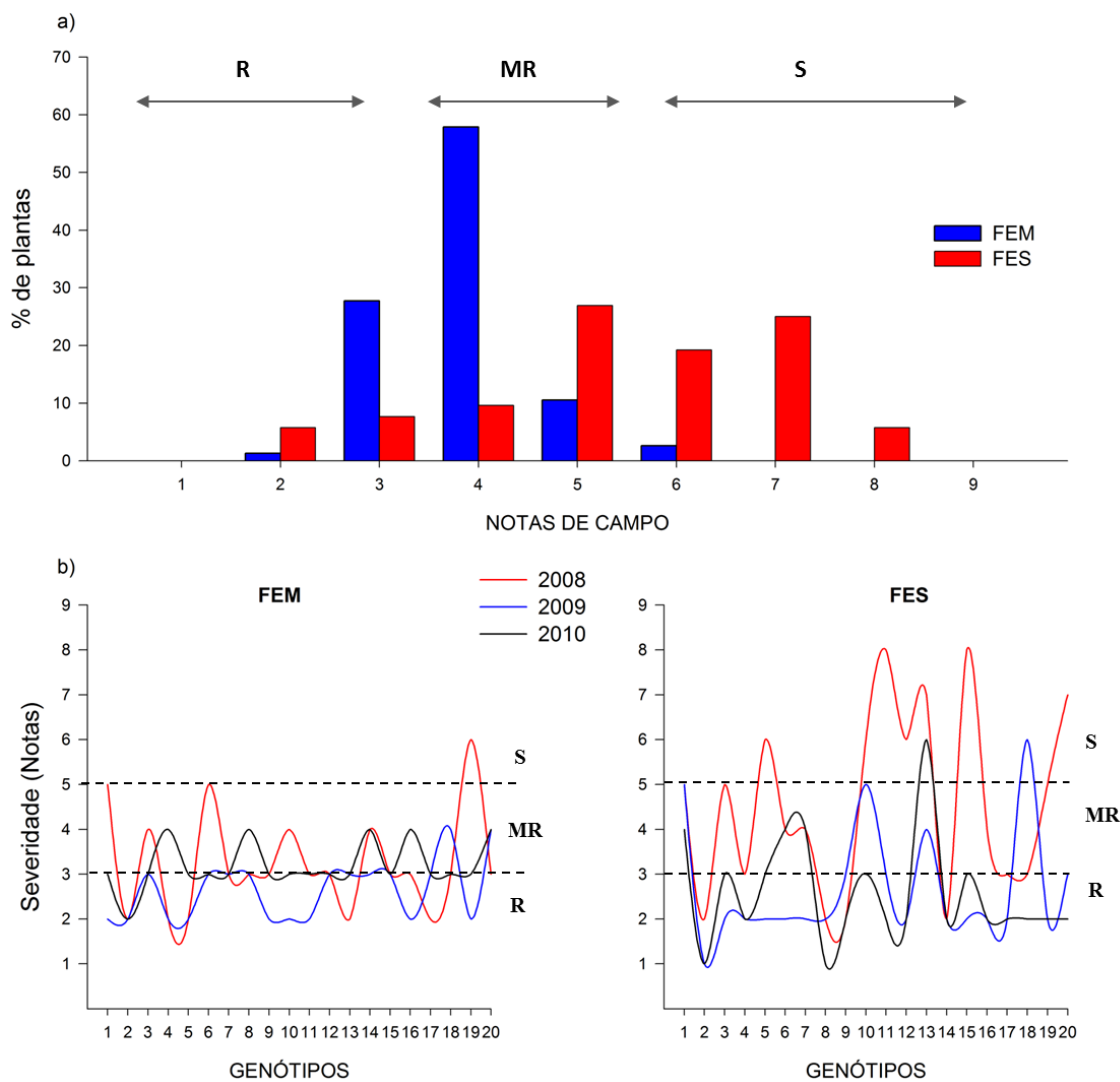 a)
R MR S
70
60
50
40
30
20
10
0
% de plantas
FEM
FES
1 2 3 4 5 6 7 8 9
NOTAS DE CAMPO
b)
FEM
2008
2009
2010
FES
9
8
7
6
5
4
3
2
1
Severidade (Notas)
S
MR
R
1 2 3 4 5 6 7 8 9 10 11 12 13 14 15 16 17 18 19 20
GENÓTIPOS
9
8
7
6
5
4
3
2
1
S
MR
R
1 2 3 4 5 6 7 8 9 10 11 12 13 14 15 16 17 18 19 20
GENÓTIPOS